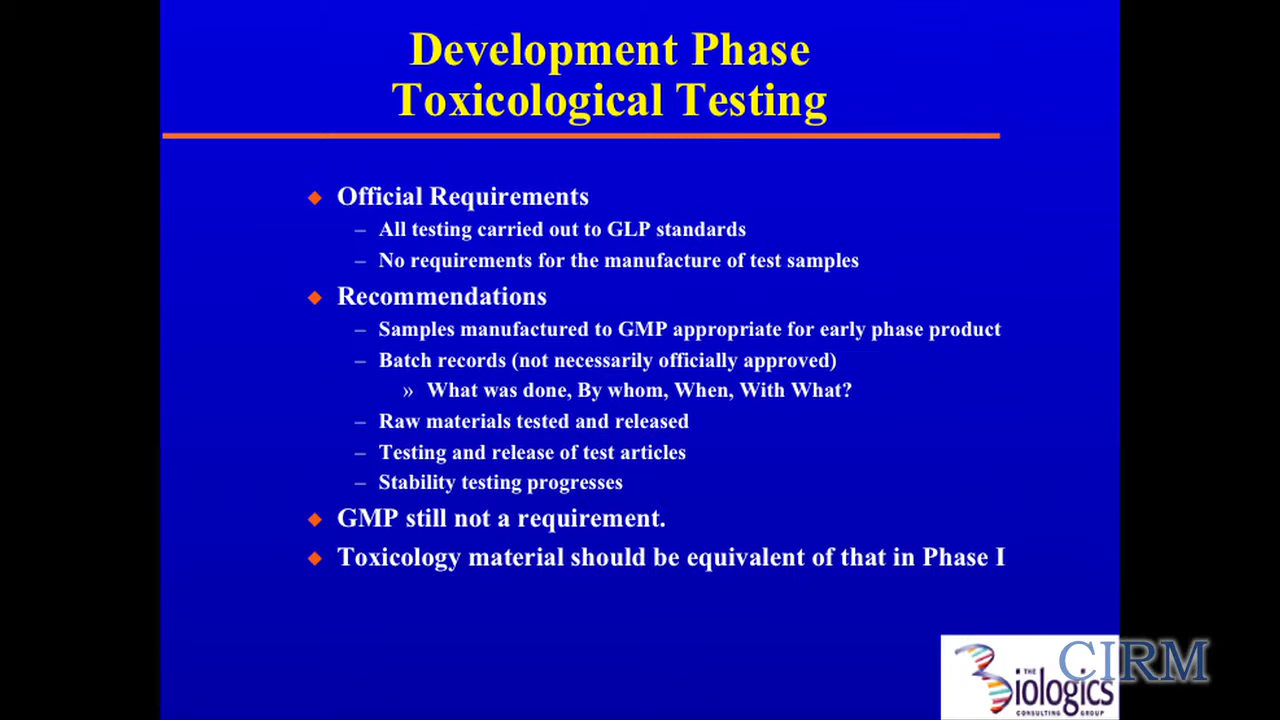 Development Phase
Toxicological Testing
Official Requirements
– All testing carried out to GLP standards
– No requirements for the manufacture of test samples
Recommendations
– Samples manufactured to GMP appropriate for early phase product
– Batch records (not necessarily officially approved)
» What was done, By whom, When, With What?
– Raw materials tested and released
– Testing and release of test articles
– Stability testing progresses
GMP still not a requirement.
Toxicology material should be equivalent of that in Phase I
CIRM
THE
Biologics
CONSULTING GROUP